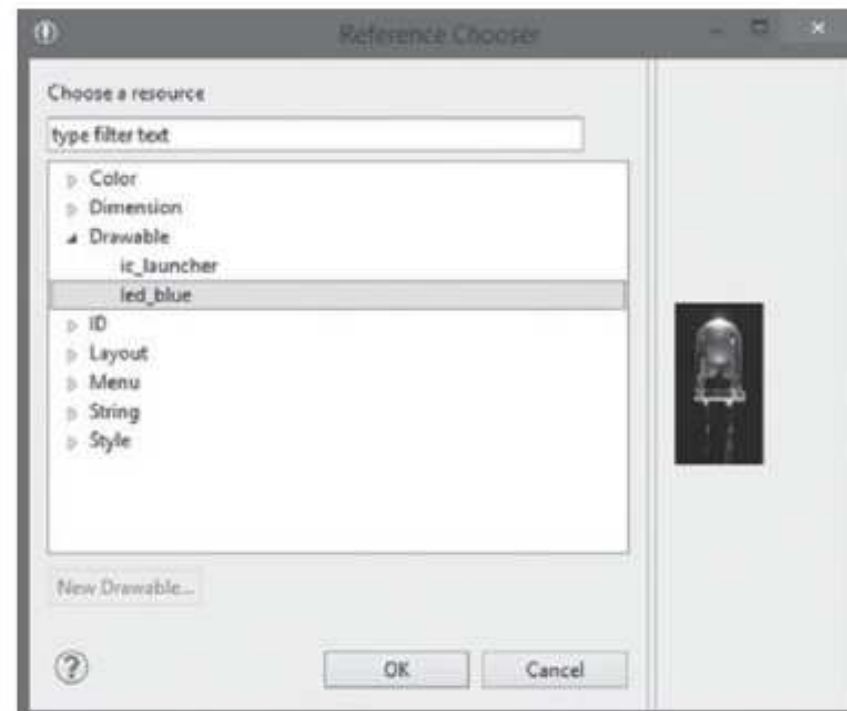 Reference Chooser
Choose a resource
type filter text
Color
Dimension
Drawable
ic_launcher
led_blue
ID
Layout
Menu
String
Style
New Drawable...
OK
Cancel